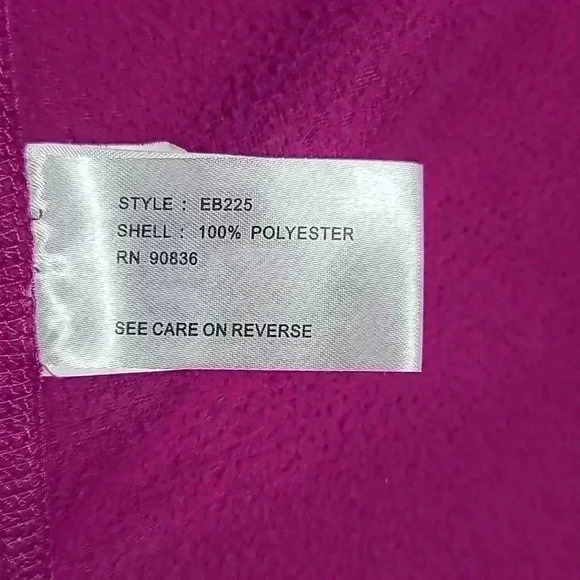 STYLE : EB225
SHELL : 100% POLYESTER
RN 90836
SEE CARE ON REVERSE